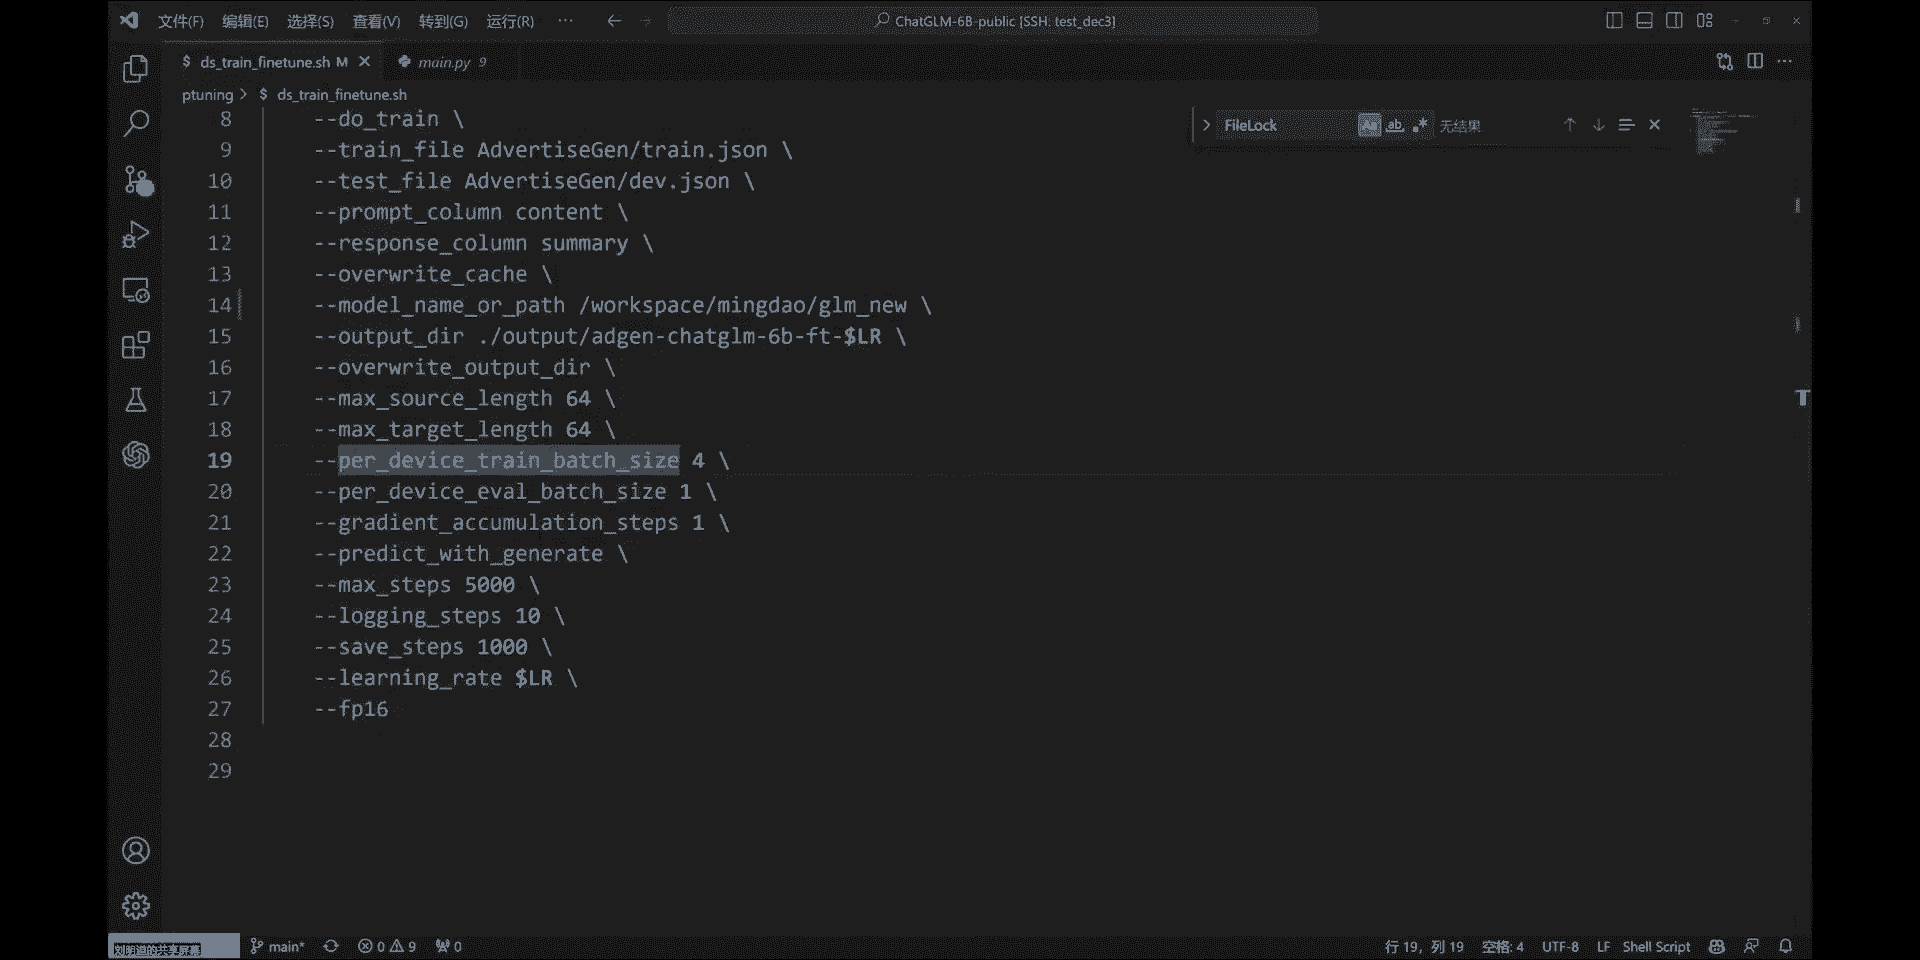 文件(F) 编辑(E) 选择(S) 查看(V) 转到(G) 运行(R) ··· ChatGLM-6B-public [SSH: test_dec3]
$ ds_train_finetune.sh M main.py 9
ptuning > $ ds_train_finetune.sh
FileLock Aa ab .* 无结果
8 --do_train \
9 --train_file AdvertiseGen/train.json \
10 --test_file AdvertiseGen/dev.json \
11 --prompt_column content \
12 --response_column summary \
13 --overwrite_cache \
14 --model_name_or_path /workspace/mingdao/glm_new \
15 --output_dir ./output/adgen-chatglm-6b-ft-$LR \
16 --overwrite_output_dir \
17 --max_source_length 64 \
18 --max_target_length 64 \
19 --per_device_train_batch_size 4 \
20 --per_device_eval_batch_size 1 \
21 --gradient_accumulation_steps 1 \
22 --predict_with_generate \
23 --max_steps 5000 \
24 --logging_steps 10 \
25 --save_steps 1000 \
26 --learning_rate $LR \
27 --fp16
28
29
刘明道的共享屏幕 main* 0 9 0 行 19，列 19 空格: 4 UTF-8 LF Shell Script